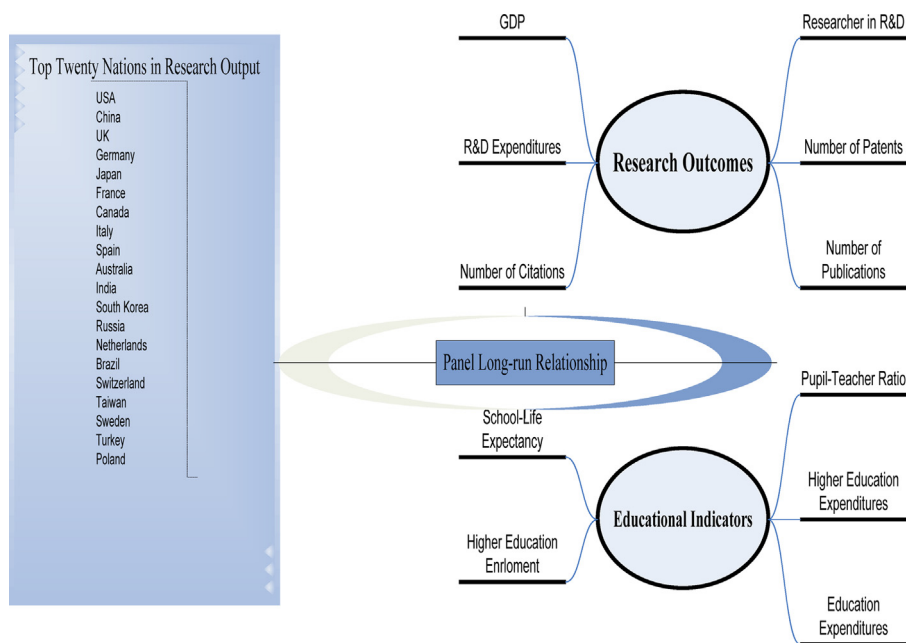 Top Twenty Nations in Research Output
USA
China
UK
Germany
Japan
France
Canada
Italy
Spain
Australia
India
South Korea
Russia
Netherlands
Brazil
Switzerland
Taiwan
Sweden
Turkey
Poland
GDP
R&D Expenditures
Number of Citations
Research Outcomes
Researcher in R&D
Number of Patents
Number of
Publications
Panel Long-run Relationship
School-Life
Expectancy
Higher Education
Enrloment
Educational Indicators
Pupil-Teacher Ratio
Higher Education
Expenditures
Education
Expenditures